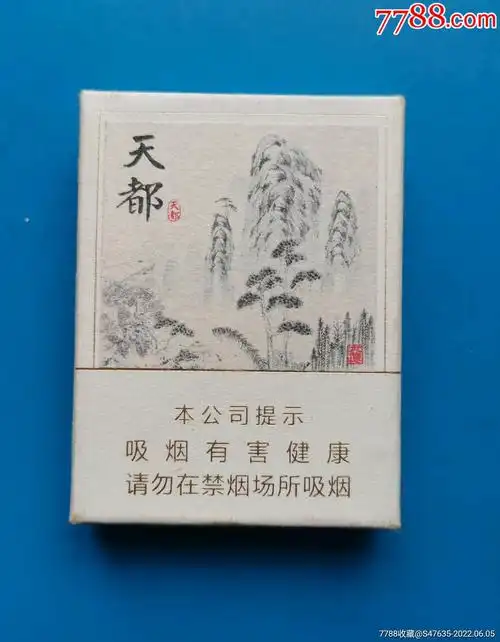 7788.com
天都
天都
本公司提示
吸烟有害健康
请勿在禁烟场所吸烟
7788收藏@S47635-2022.06.05